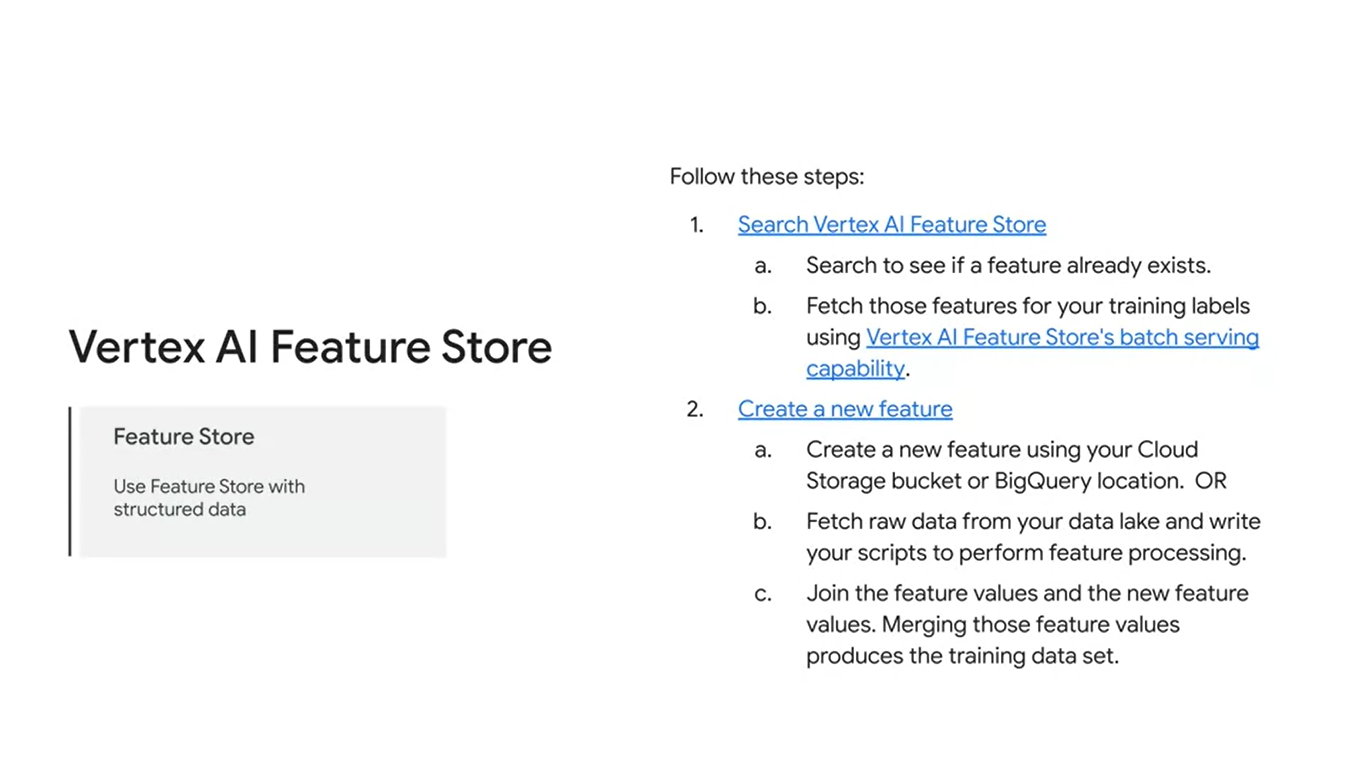 Vertex AI Feature Store
Feature Store
Use Feature Store with
structured data
Follow these steps:
1. Search Vertex AI Feature Store
a. Search to see if a feature already exists.
b. Fetch those features for your training labels
using Vertex AI Feature Store's batch serving
capability.
2. Create a new feature
a. Create a new feature using your Cloud
Storage bucket or BigQuery location.  OR
b. Fetch raw data from your data lake and write
your scripts to perform feature processing.
c. Join the feature values and the new feature
values. Merging those feature values
produces the training data set.